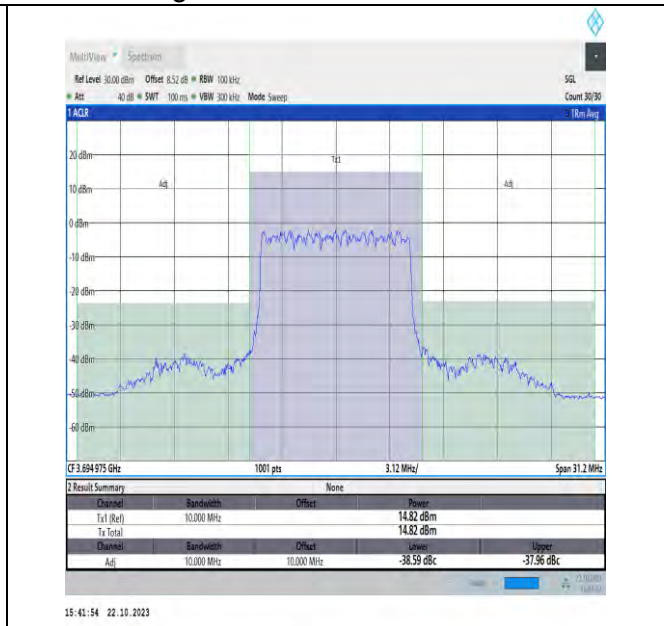 MultiView Spectrum
Ref Level 30.00 dBm Offset 8.52 dB RBW 100 kHz SGL
Att 40 dB SWT 100 ms VBW 300 kHz Mode Sweep Count 30/30
1 ACLR 1Rm Avg
20 dBm
Tx1
Adj Adj
10 dBm
0 dBm
-10 dBm
-20 dBm
-30 dBm
-40 dBm
-50 dBm
-60 dBm
CF 3.694975 GHz 1001 pts 3.12 MHz/ Span 31.2 MHz
2 Result Summary None
Channel Bandwidth Offset Power
Tx1 (Ref) 10.000 MHz 14.82 dBm
Tx Total 14.82 dBm
Channel Bandwidth Offset Lower Upper
Adj 10.000 MHz 10.000 MHz -38.59 dBc -37.96 dBc
15:41:54 22.10.2023